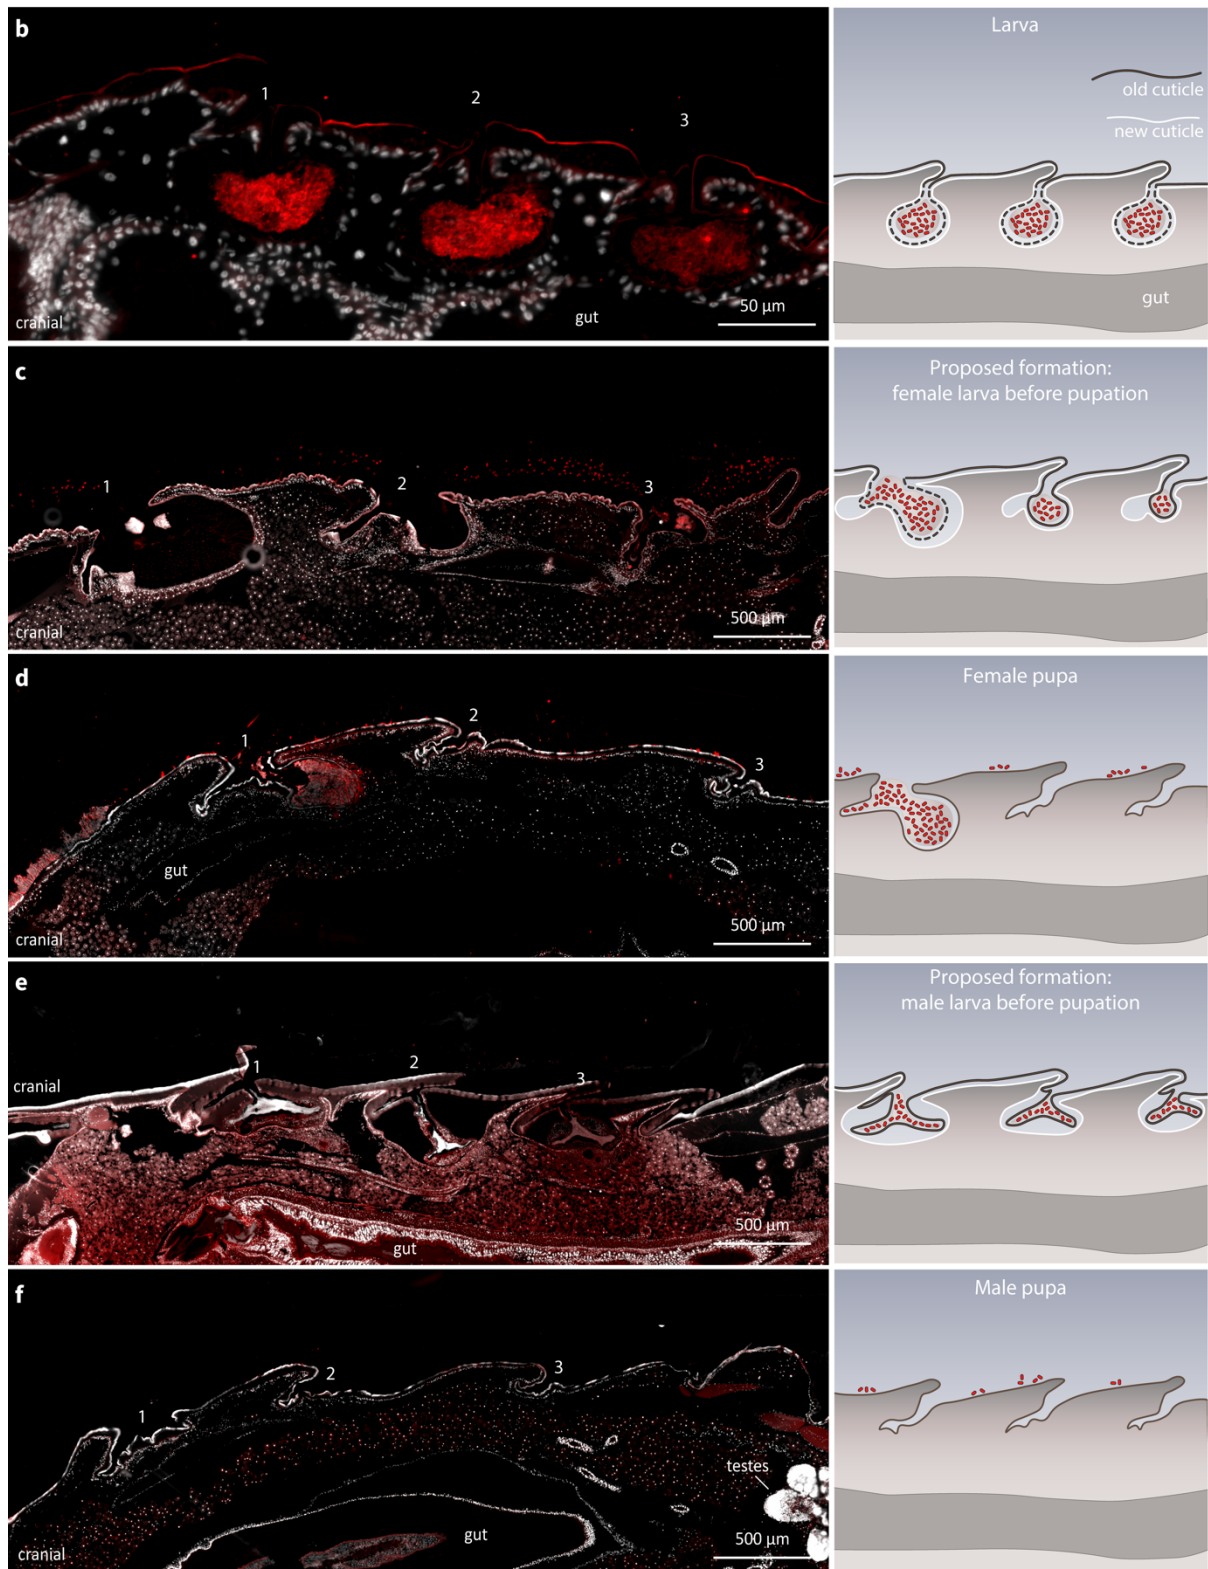 b
1
2
3
cranial
gut
50 µm
Larva
old cuticle
new cuticle
gut
c
1
2
3
cranial
500 µm
Proposed formation:
female larva before pupation
d
1
2
3
gut
cranial
500 µm
Female pupa
e
cranial
1
2
3
gut
500 µm
Proposed formation:
male larva before pupation
f
1
2
3
testes
gut
cranial
500 µm
Male pupa